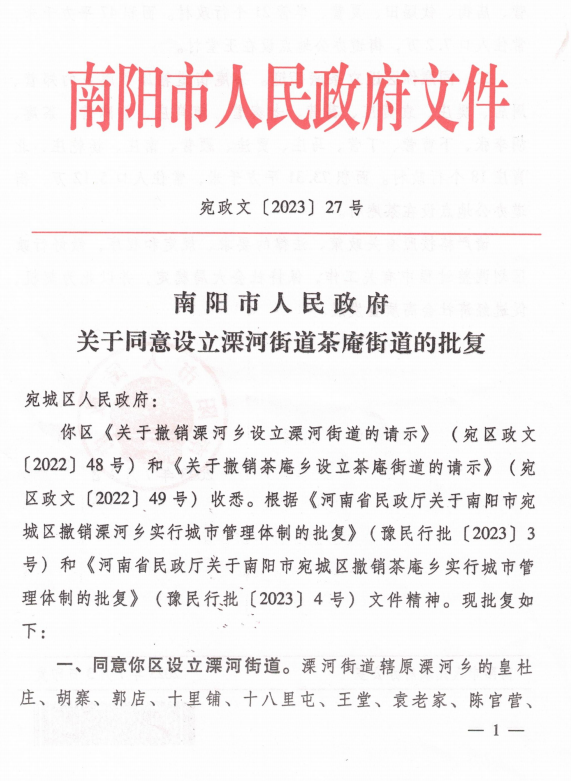 南阳市人民政府文件
宛政文〔2023〕27号
南阳市人民政府
关于同意设立溧河街道茶庵街道的批复
宛城区人民政府：
你区《关于撤销溧河乡设立溧河街道的请示》（宛区政文
〔2022〕48号）和《关于撤销茶庵乡设立茶庵街道的请示》（宛
区政文〔2022〕49号）收悉。根据《河南省民政厅关于南阳市宛
城区撤销溧河乡实行城市管理体制的批复》（豫民行批〔2023〕3
号）和《河南省民政厅关于南阳市宛城区撤销茶庵乡实行城市管
理体制的批复》（豫民行批〔2023〕4号）文件精神。现批复如
下：
一、同意你区设立溧河街道。溧河街道辖原溧河乡的皇杜
庄、胡寨、郭店、十里铺、十八里屯、王堂、袁老家、陈官营、
— 1 —